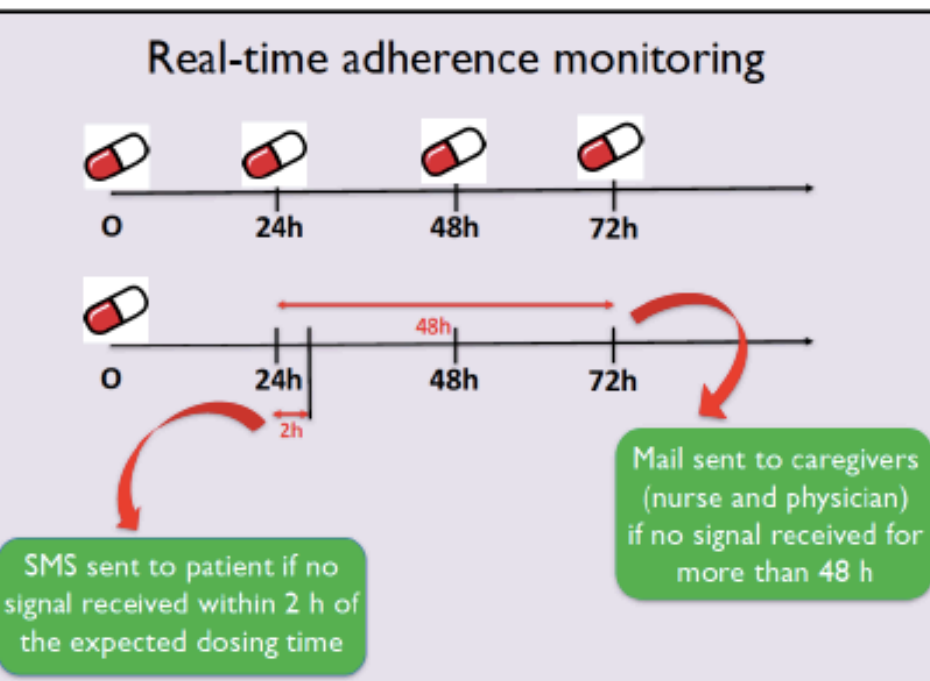 Real-time adherence monitoring
O 24h 48h 72h
48h
O 24h 48h 72h
2h
Mail sent to caregivers
(nurse and physician)
if no signal received for
more than 48 h
SMS sent to patient if no
signal received within 2 h of
the expected dosing time